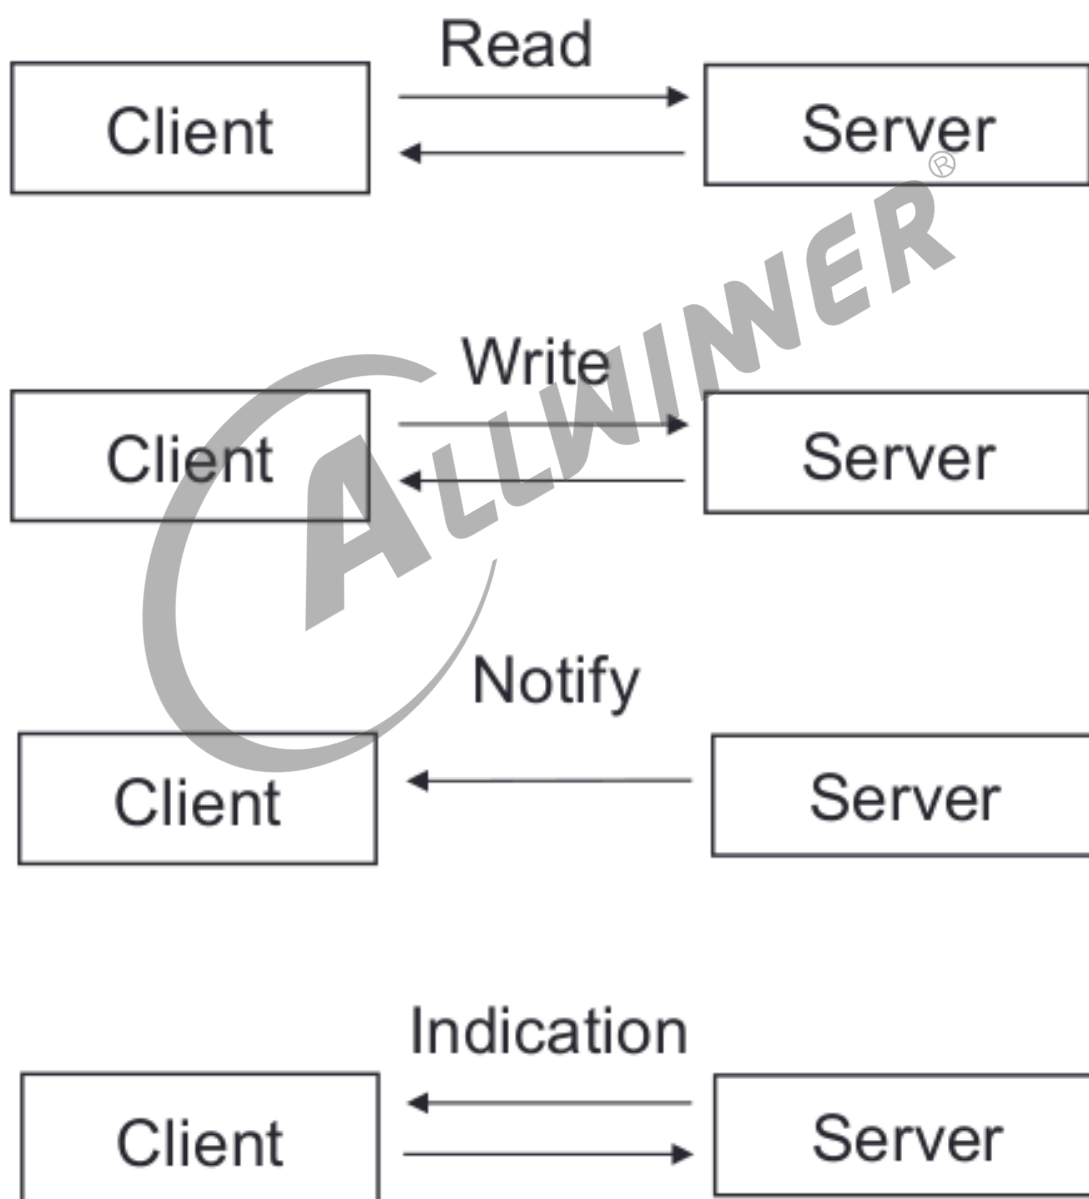 Read
Client
Server
ALLWINNER®
Write
Client
Server
Notify
Client
Server
Indication
Client
Server